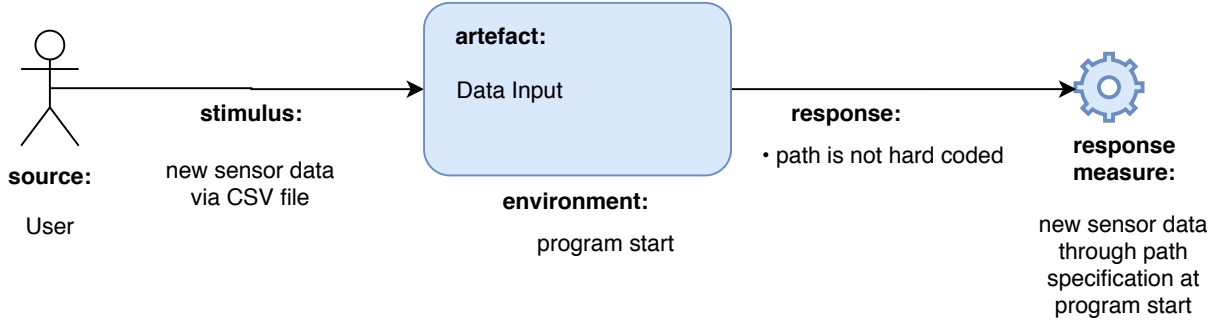 source:
User
stimulus:
new sensor data
via CSV file
artefact:
Data Input
environment:
program start
response:
• path is not hard coded
response
measure:
new sensor data
through path
specification at
program start